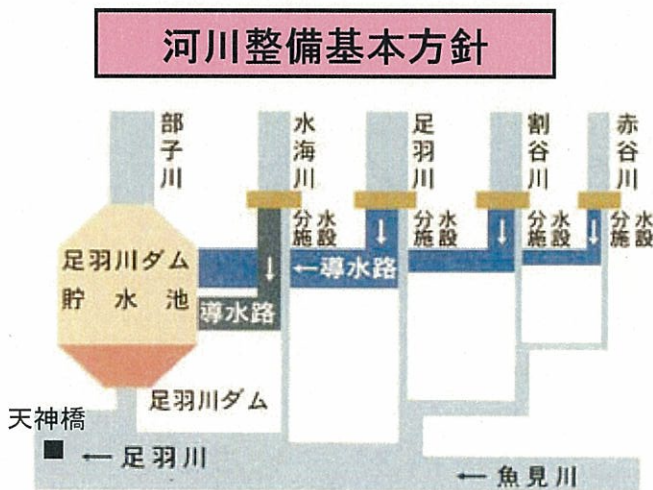 河川整備基本方針
部子川
水海川
足羽川
割谷川
赤谷川
分水施設
分水施設
分水施設
分水施設
足羽川ダム
貯水池
←導水路
導水路
足羽川ダム
天神橋
←足羽川
←魚見川